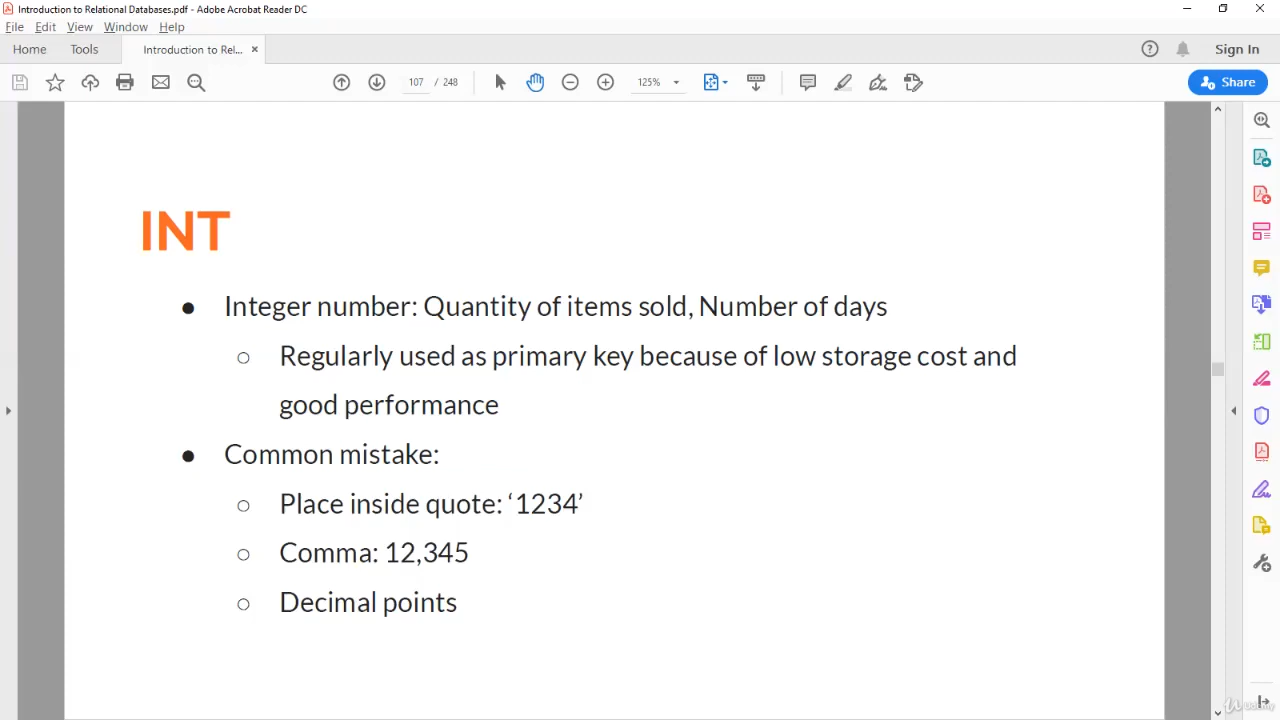 Introduction to Relational Databases.pdf - Adobe Acrobat Reader DC
File Edit View Window Help
Home Tools Introduction to Rel... × Sign In
107 / 248 125% Share
INT
● Integer number: Quantity of items sold, Number of days
○ Regularly used as primary key because of low storage cost and
good performance
● Common mistake:
○ Place inside quote: ‘1234’
○ Comma: 12,345
○ Decimal points
Udemy